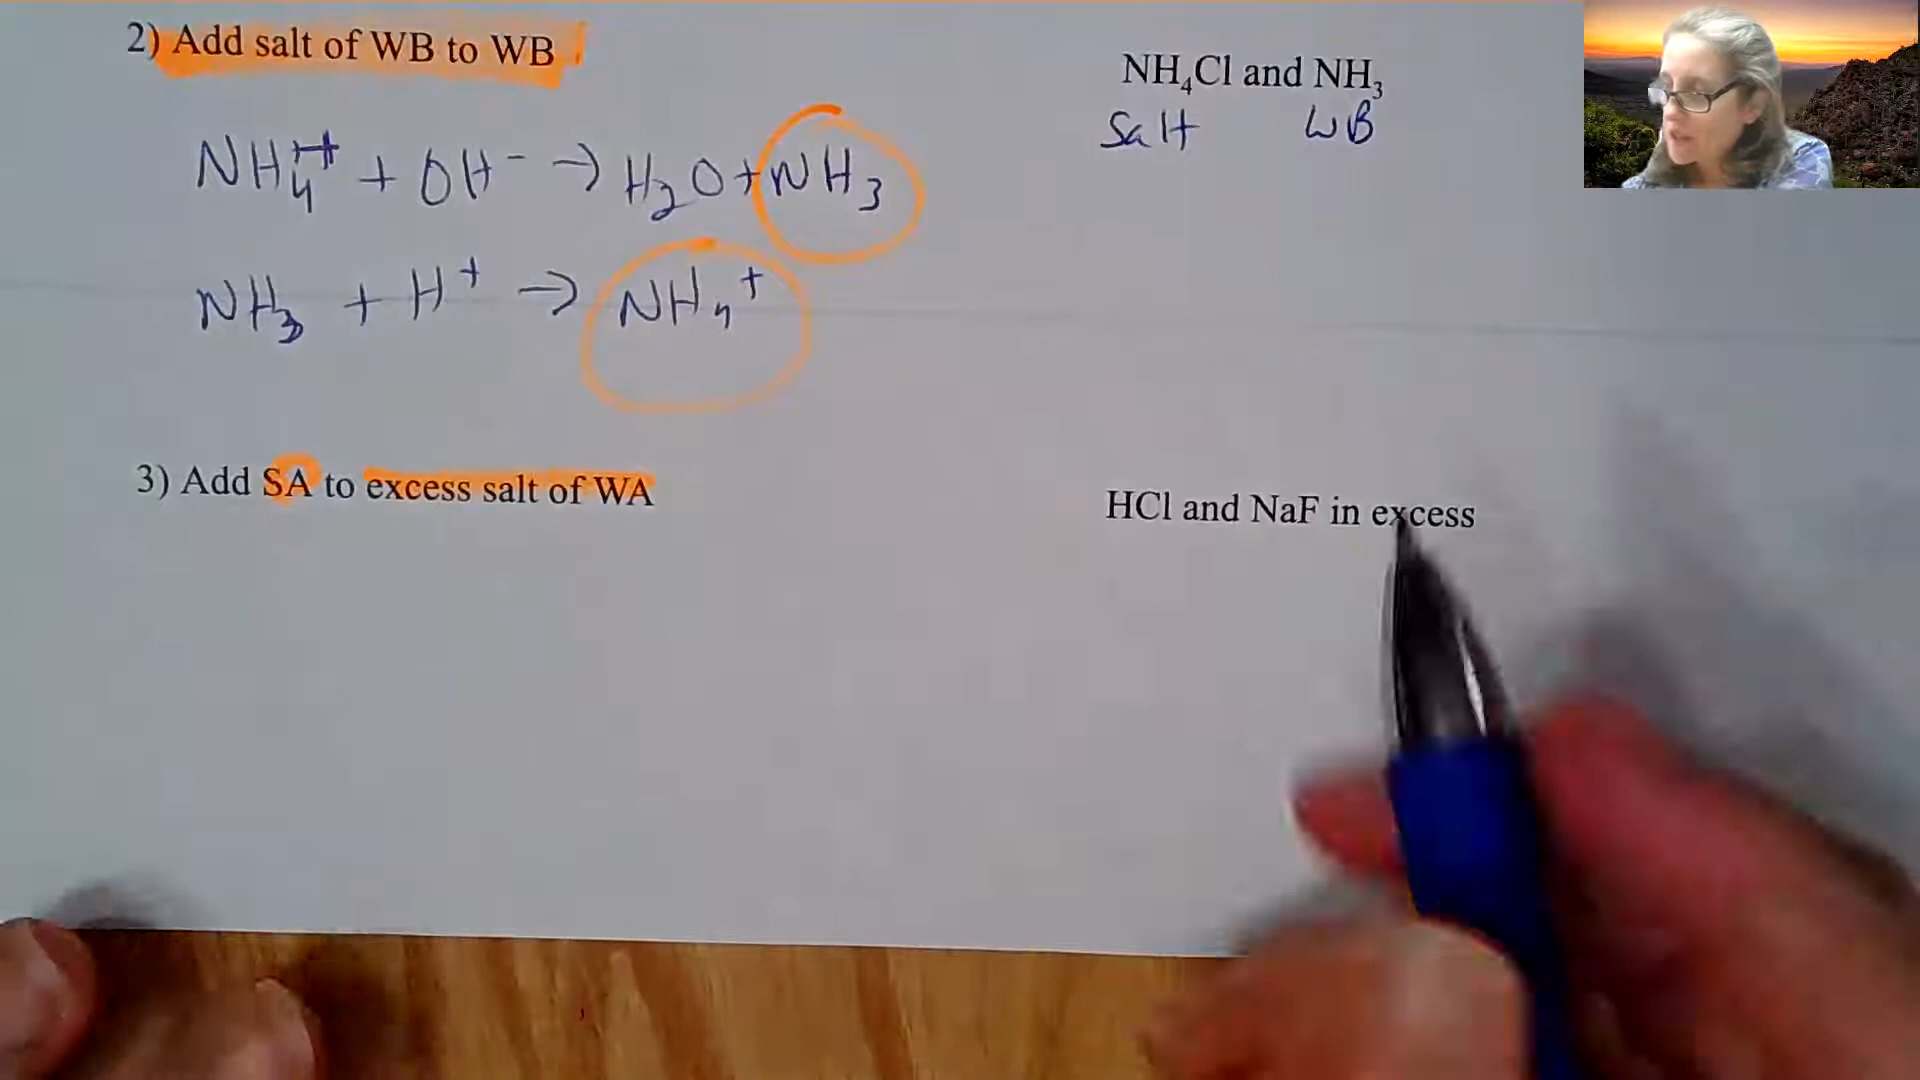 2) Add salt of WB to WB
NH₄Cl and NH₃
Salt WB
NH₄⁺ + OH⁻ → H₂O + NH₃
NH₃ + H⁺ → NH₄⁺
3) Add SA to excess salt of WA
HCl and NaF in excess